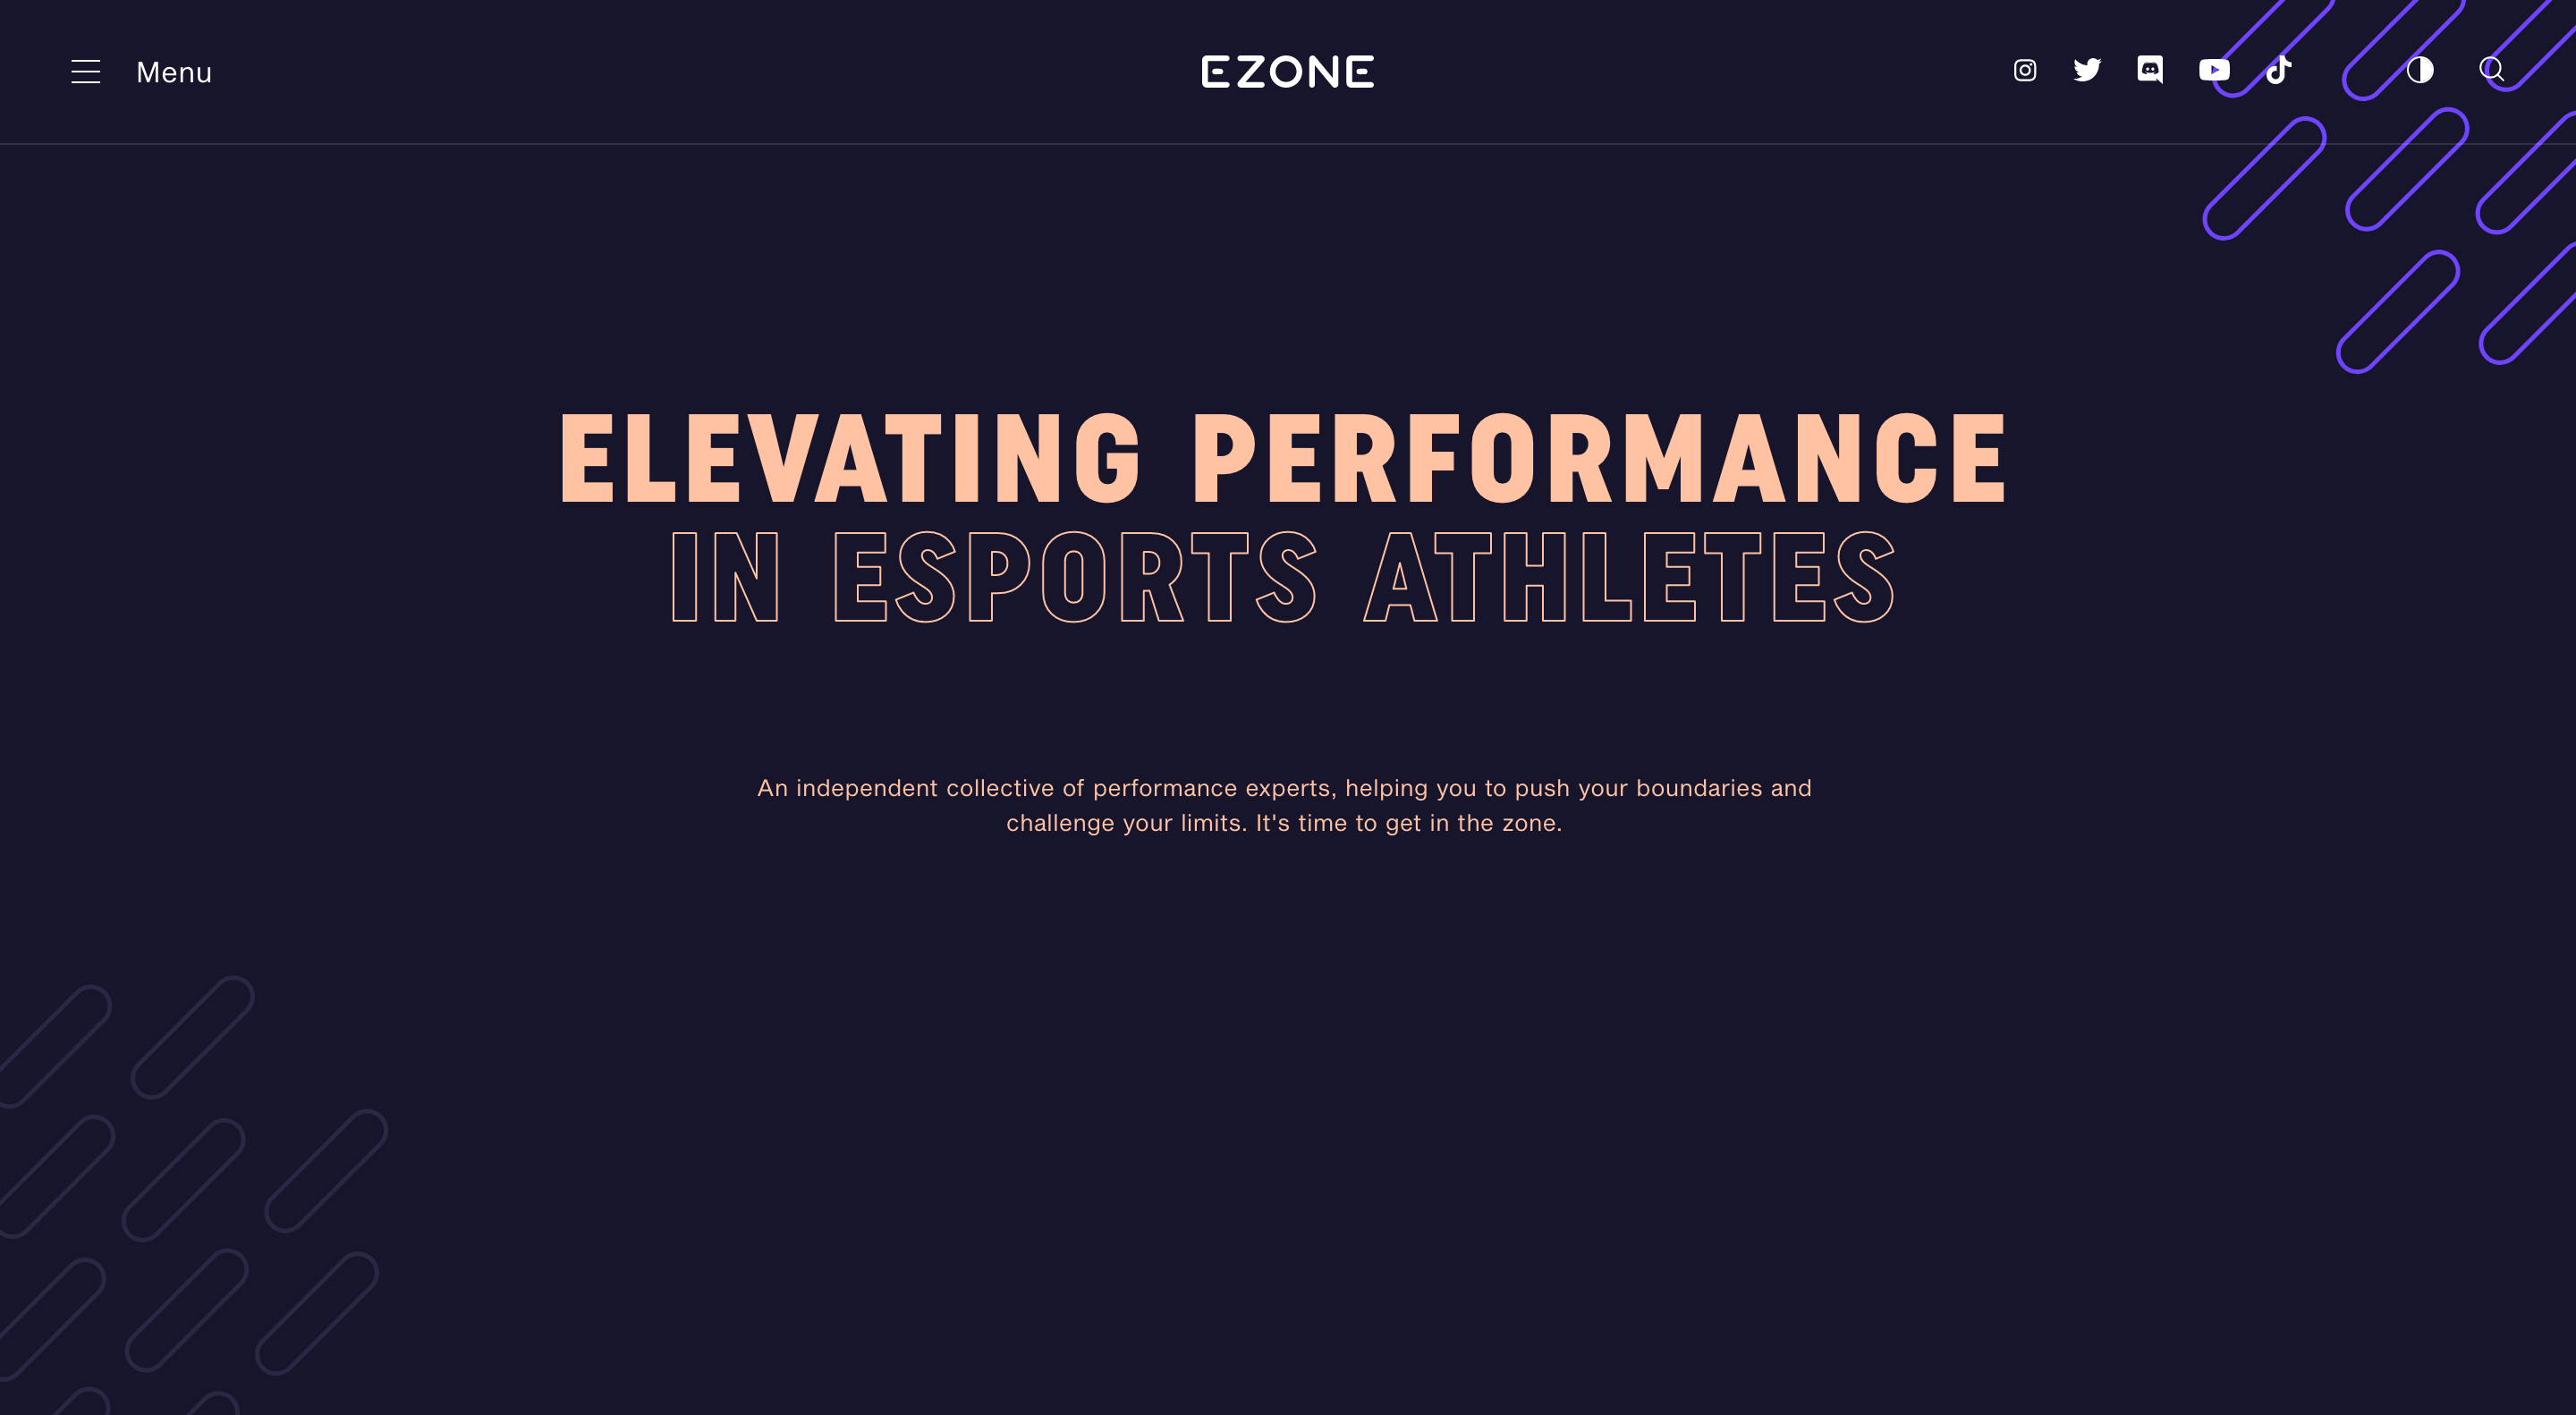 Menu
EZONE
ELEVATING PERFORMANCE
IN ESPORTS ATHLETES
An independent collective of performance experts, helping you to push your boundaries and
challenge your limits. It's time to get in the zone.